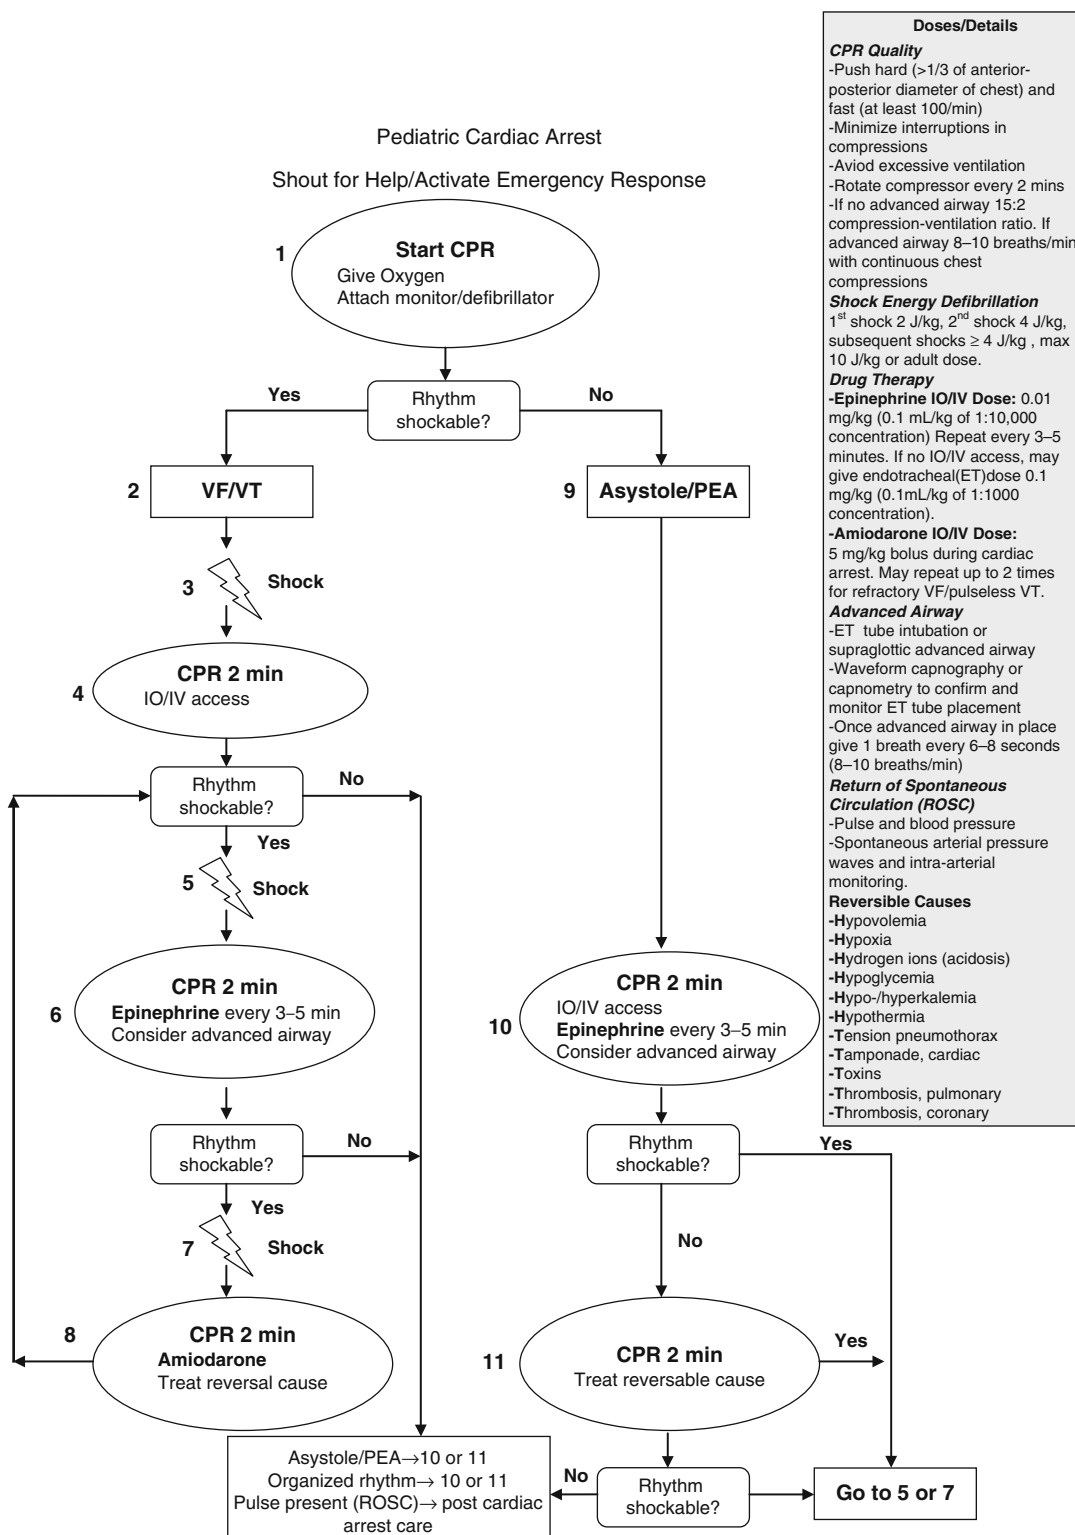 Pediatric Cardiac Arrest
Shout for Help/Activate Emergency Response
1
Start CPR
Give Oxygen
Attach monitor/defibrillator
Rhythm
shockable?
Yes
No
2
VF/VT
3
Shock
4
CPR 2 min
IO/IV access
Rhythm
shockable?
No
Yes
5
Shock
6
CPR 2 min
Epinephrine every 3–5 min
Consider advanced airway
Rhythm
shockable?
No
Yes
7
Shock
8
CPR 2 min
Amiodarone
Treat reversal cause
Asystole/PEA→10 or 11
Organized rhythm→ 10 or 11
Pulse present (ROSC)→ post cardiac
arrest care
9
Asystole/PEA
10
CPR 2 min
IO/IV access
Epinephrine every 3–5 min
Consider advanced airway
Rhythm
shockable?
Yes
No
11
CPR 2 min
Treat reversable cause
Yes
Rhythm
shockable?
No
Go to 5 or 7
Doses/Details
CPR Quality
-Push hard (>1/3 of anterior-
posterior diameter of chest) and
fast (at least 100/min)
-Minimize interruptions in
compressions
-Aviod excessive ventilation
-Rotate compressor every 2 mins
-If no advanced airway 15:2
compression-ventilation ratio. If
advanced airway 8–10 breaths/min
with continuous chest
compressions
Shock Energy Defibrillation
1st shock 2 J/kg, 2nd shock 4 J/kg,
subsequent shocks ≥ 4 J/kg , max
10 J/kg or adult dose.
Drug Therapy
-Epinephrine IO/IV Dose: 0.01
mg/kg (0.1 mL/kg of 1:10,000
concentration) Repeat every 3–5
minutes. If no IO/IV access, may
give endotracheal(ET)dose 0.1
mg/kg (0.1mL/kg of 1:1000
concentration).
-Amiodarone IO/IV Dose:
5 mg/kg bolus during cardiac
arrest. May repeat up to 2 times
for refractory VF/pulseless VT.
Advanced Airway
-ET tube intubation or
supraglottic advanced airway
-Waveform capnography or
capnometry to confirm and
monitor ET tube placement
-Once advanced airway in place
give 1 breath every 6–8 seconds
(8–10 breaths/min)
Return of Spontaneous
Circulation (ROSC)
-Pulse and blood pressure
-Spontaneous arterial pressure
waves and intra-arterial
monitoring.
Reversible Causes
-Hypovolemia
-Hypoxia
-Hydrogen ions (acidosis)
-Hypoglycemia
-Hypo-/hyperkalemia
-Hypothermia
-Tension pneumothorax
-Tamponade, cardiac
-Toxins
-Thrombosis, pulmonary
-Thrombosis, coronary